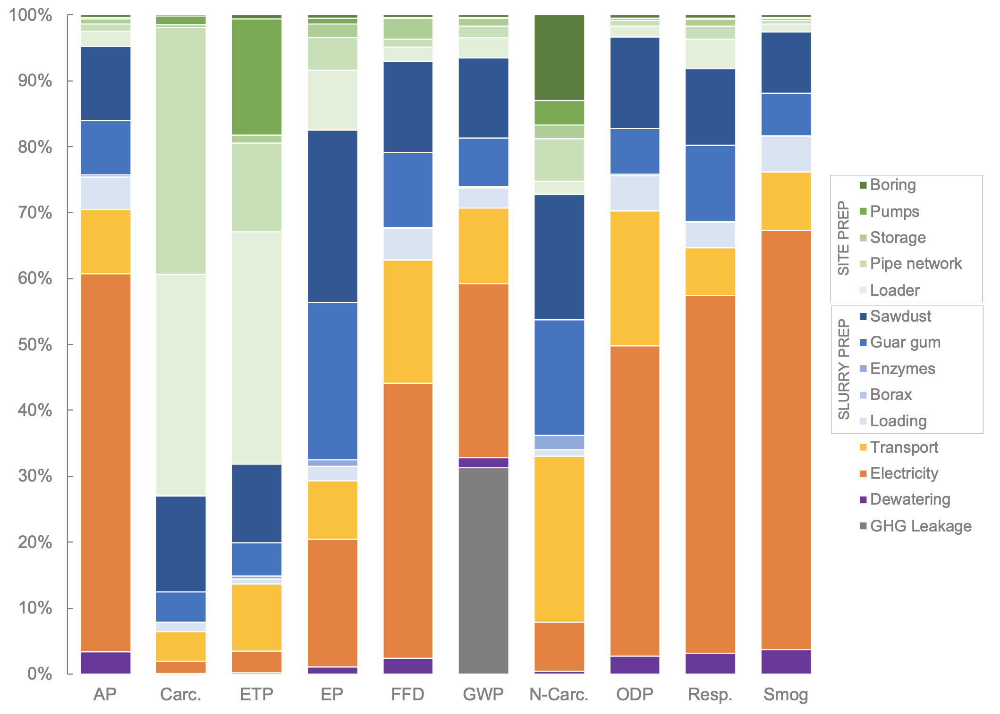 100%
90%
80%
70%
60%
50%
40%
30%
20%
10%
0%
AP Carc. ETP EP FFD GWP N-Carc. ODP Resp. Smog
SITE PREP
Boring
Pumps
Storage
Pipe network
Loader
SLURRY PREP
Sawdust
Guar gum
Enzymes
Borax
Loading
Transport
Electricity
Dewatering
GHG Leakage